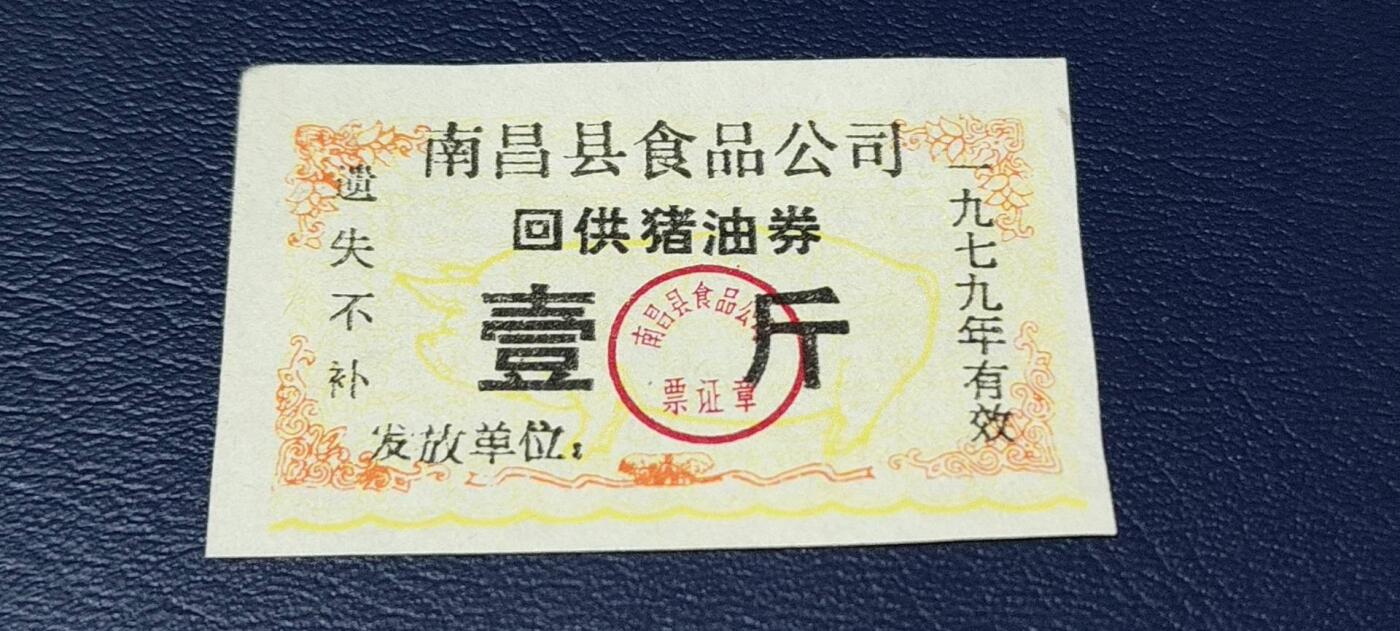 南昌县食品公司
回供猪油券
壹斤
遗失不补
一九七九年有效
南昌县食品公司
票证章
发放单位：